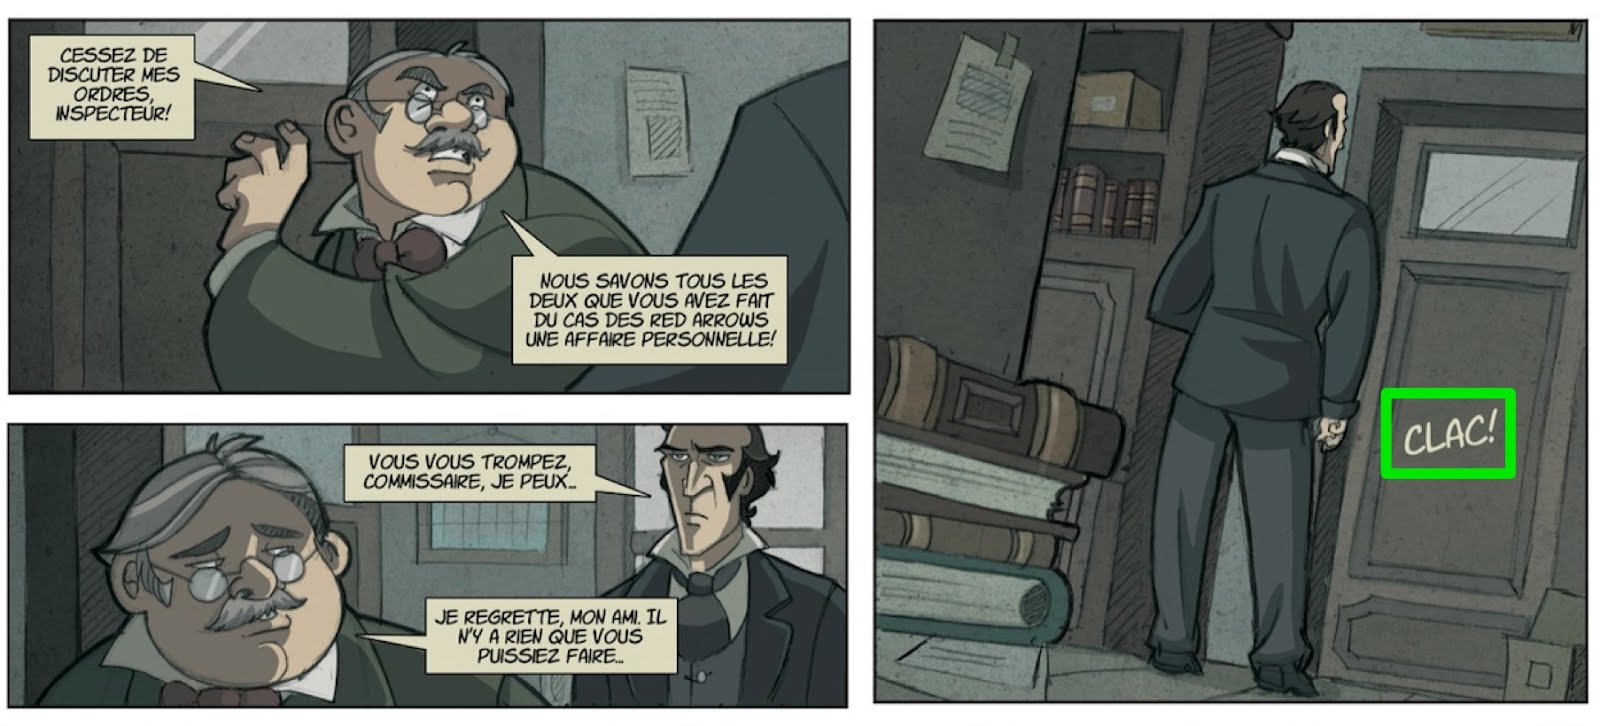 CESSEZ DE
DISCUTER MES
ORDRES,
INSPECTEUR!
NOUS SAVONS TOUS LES
DEUX QUE VOUS AVEZ FAIT
DU CAS DES RED ARROWS
UNE AFFAIRE PERSONNELLE!
VOUS VOUS TROMPEZ,
COMMISSAIRE, JE PEUX...
JE REGRETTE, MON AMI. IL
N'Y A RIEN QUE VOUS
PUISSIEZ FAIRE...
CLAC!